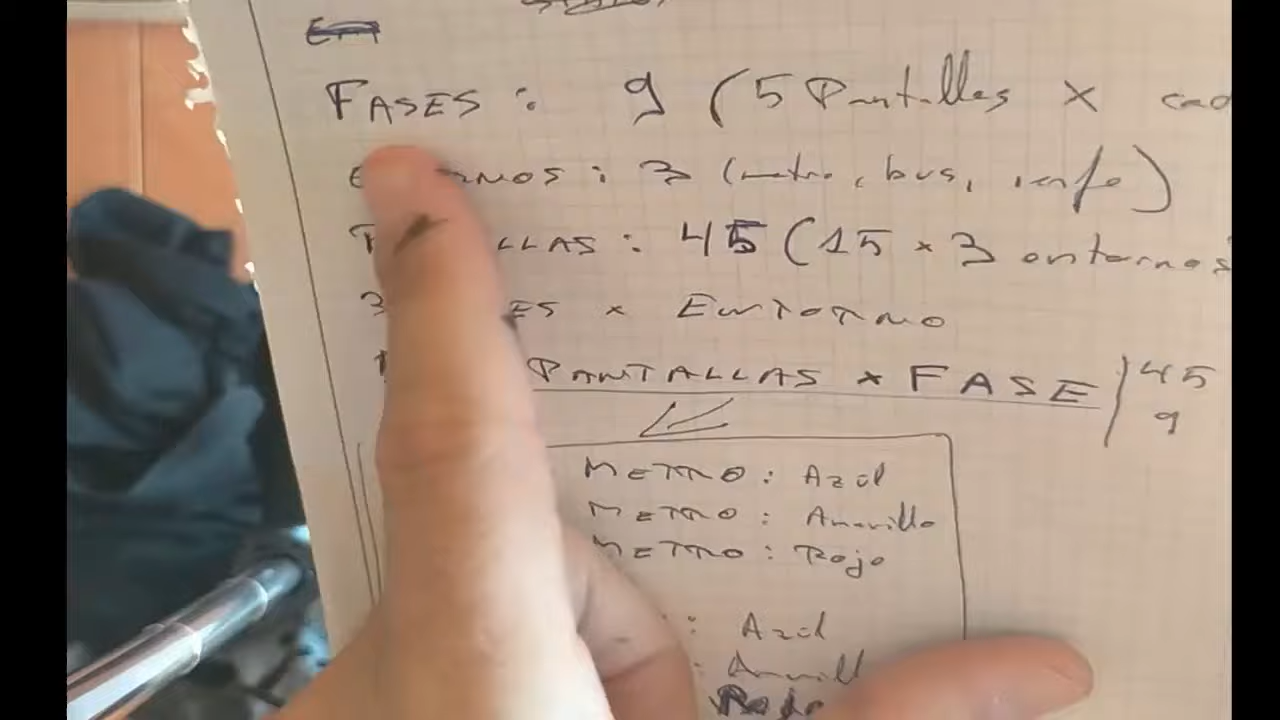 FASES: 9 (5 Pantallas x
: 3 (metro, bus, info)
: 45 (15 x 3 entornos
x ENTORNO
PANTALLAS x FASE 45
9
METRO: Azul
METRO: Amarillo
METRO: Rojo
: Azul